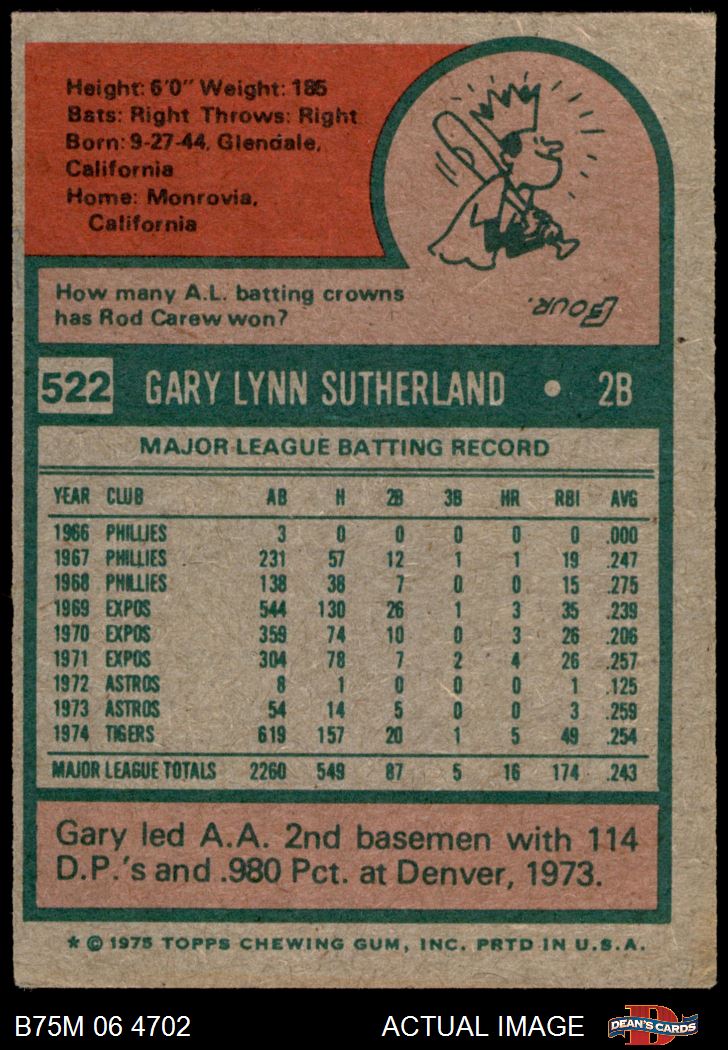 Height: 6'0" Weight: 185
Bats: Right Throws: Right
Born: 9-27-44, Glendale,
California
Home: Monrovia,
California
How many A.L. batting crowns
has Rod Carew won?
FOUR.
522 GARY LYNN SUTHERLAND • 2B
MAJOR LEAGUE BATTING RECORD
YEAR CLUB AB H 2B 3B HR RBI AVG
1966 PHILLIES 3 0 0 0 0 0 .000
1967 PHILLIES 231 57 12 1 1 19 .247
1968 PHILLIES 138 38 7 0 0 15 .275
1969 EXPOS 544 130 26 1 3 35 .239
1970 EXPOS 359 74 10 0 3 26 .206
1971 EXPOS 304 78 7 2 4 26 .257
1972 ASTROS 8 1 0 0 0 1 .125
1973 ASTROS 54 14 5 0 0 3 .259
1974 TIGERS 619 157 20 1 5 49 .254
MAJOR LEAGUE TOTALS 2260 549 87 5 16 174 .243
Gary led A.A. 2nd basemen with 114
D.P.'s and .980 Pct. at Denver, 1973.
* © 1975 TOPPS CHEWING GUM, INC. PRTD IN U.S.A.
B75M 06 4702 ACTUAL IMAGE D DEAN'S CARDS